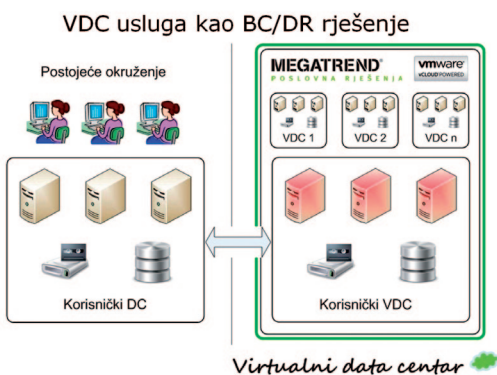 VDC usluga kao BC/DR rješenje
Postojeće okruženje
Korisnički DC
MEGATREND
POSLOVNA RJEŠENJA
vmware
vCLOUD POWERED
VDC 1
VDC 2
VDC n
Korisnički VDC
Virtualni data centar